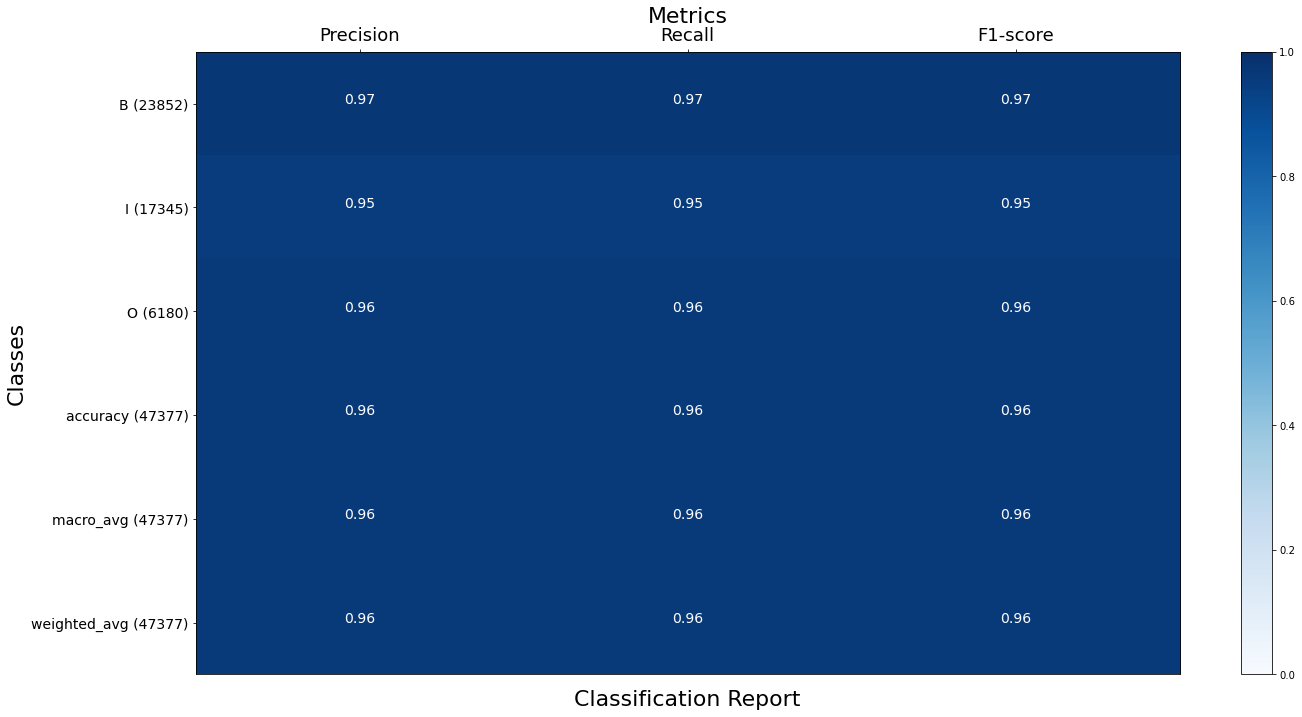 Metrics
Precision Recall F1-score
B (23852) 0.97 0.97 0.97
I (17345) 0.95 0.95 0.95
O (6180) 0.96 0.96 0.96
accuracy (47377) 0.96 0.96 0.96
macro_avg (47377) 0.96 0.96 0.96
weighted_avg (47377) 0.96 0.96 0.96
Classes
Classification Report
1.0
0.8
0.6
0.4
0.2
0.0